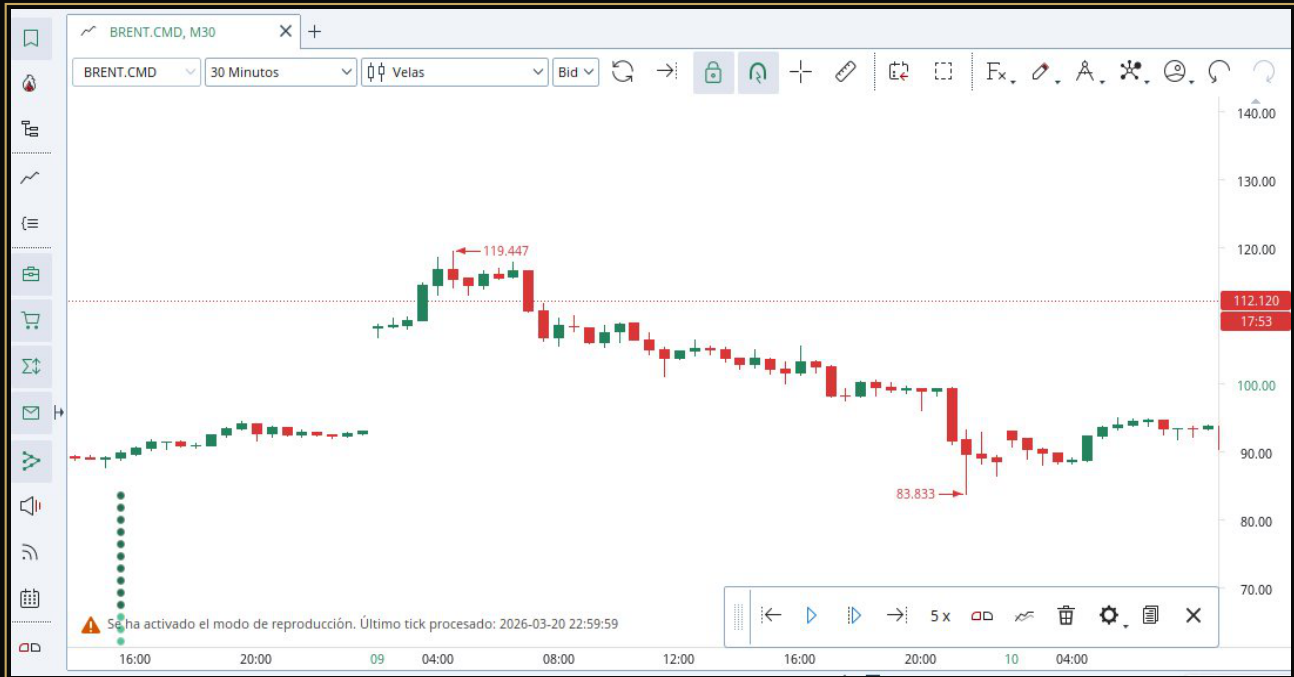 BRENT.CMD, M30
BRENT.CMD
30 Minutos
Velas
Bid
Fx
140.00
130.00
120.00
119.447
112.120
17:53
100.00
90.00
83.833
80.00
70.00
5 x
Se ha activado el modo de reproducción. Último tick procesado: 2026-03-20 22:59:59
16:00 20:00 09 04:00 08:00 12:00 16:00 20:00 10 04:00